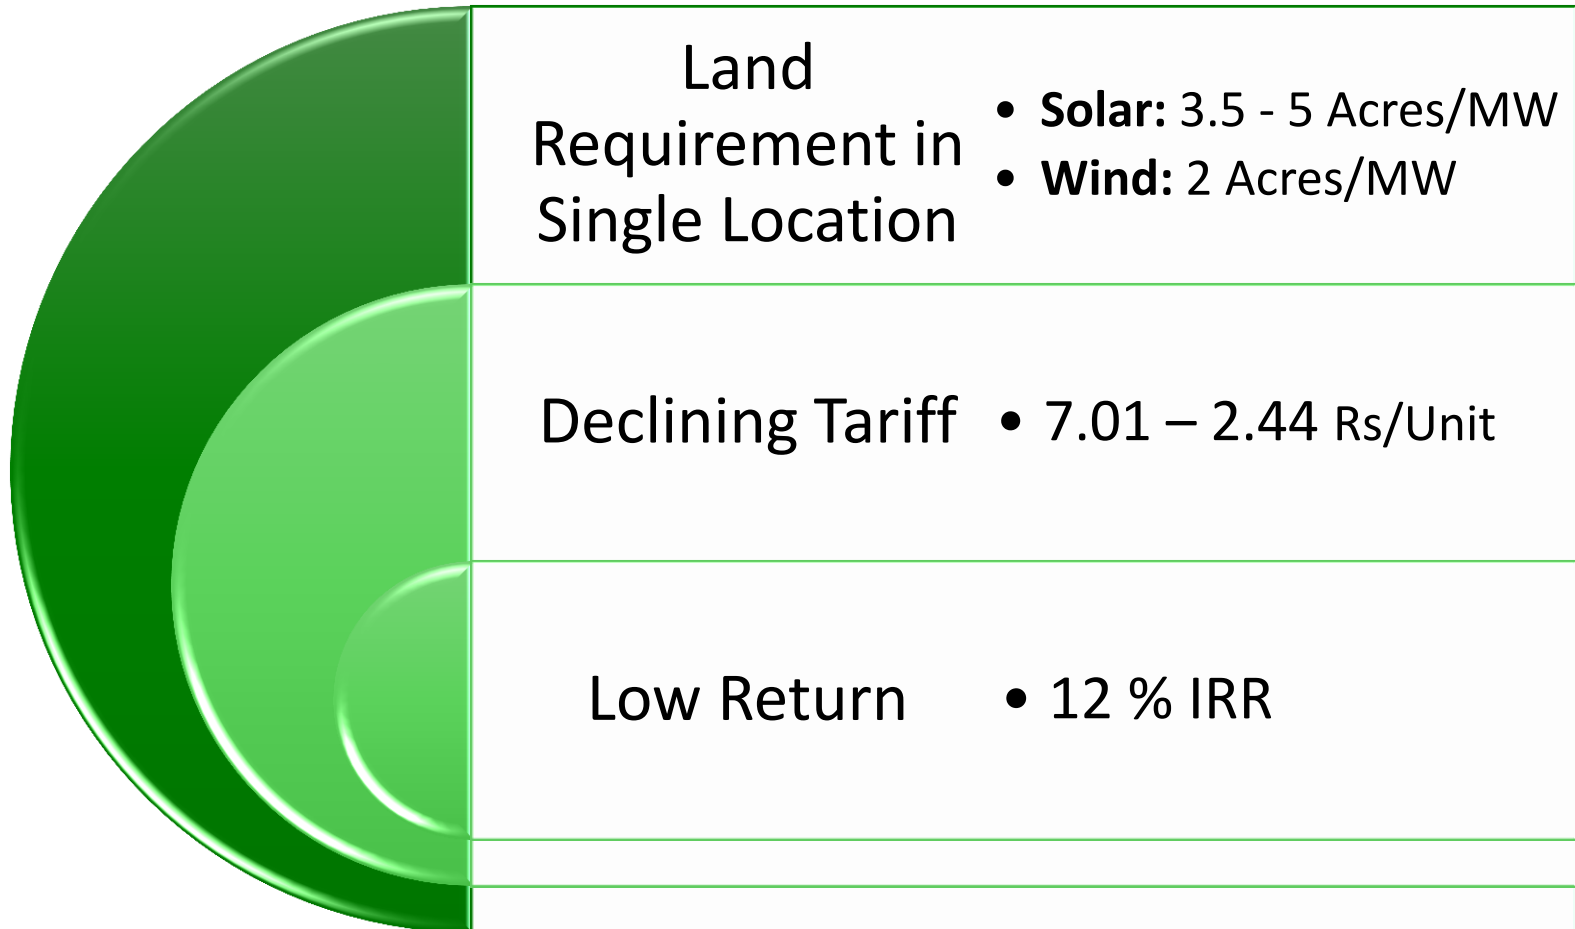 Land
Requirement in
Single Location
• Solar: 3.5 - 5 Acres/MW
• Wind: 2 Acres/MW
Declining Tariff
• 7.01 – 2.44 Rs/Unit
Low Return
• 12 % IRR